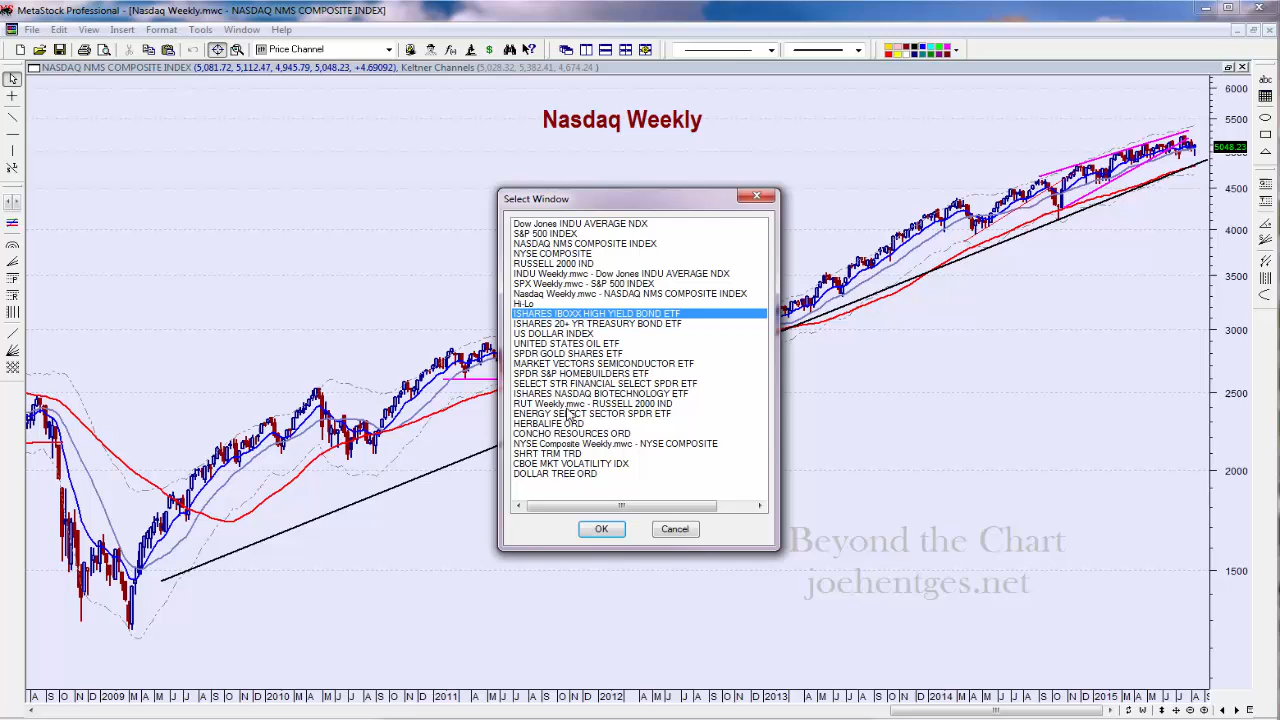 MetaStock Professional - [Nasdaq Weekly.mwc - NASDAQ NMS COMPOSITE INDEX]
File Edit View Insert Format Tools Window Help
Price Channel
NASDAQ NMS COMPOSITE INDEX (5,081.72, 5,112.47, 4,945.79, 5,048.23, +4.69092), Keltner Channels (5,028.32, 5,382.41, 4,674.24 )
abc
Nasdaq Weekly
6000
5500
5048.23
5000
4500
4000
3500
3000
2500
2000
1500
Select Window
Dow Jones INDU AVERAGE NDX
S&P 500 INDEX
NASDAQ NMS COMPOSITE INDEX
NYSE COMPOSITE
RUSSELL 2000 IND
INDU Weekly.mwc - Dow Jones INDU AVERAGE NDX
SPX Weekly.mwc - S&P 500 INDEX
Nasdaq Weekly.mwc - NASDAQ NMS COMPOSITE INDEX
Hi-Lo
ISHARES IBOXX HIGH YIELD BOND ETF
ISHARES 20+ YR TREASURY BOND ETF
US DOLLAR INDEX
UNITED STATES OIL ETF
SPDR GOLD SHARES ETF
MARKET VECTORS SEMICONDUCTOR ETF
SPDR S&P HOMEBUILDERS ETF
SELECT STR FINANCIAL SELECT SPDR ETF
ISHARES NASDAQ BIOTECHNOLOGY ETF
RUT Weekly.mwc - RUSSELL 2000 IND
ENERGY SELECT SECTOR SPDR ETF
HERBALIFE ORD
CONCHO RESOURCES ORD
NYSE Composite Weekly.mwc - NYSE COMPOSITE
SHRT TRM TRD
CBOE MKT VOLATILITY IDX
DOLLAR TREE ORD
OK Cancel
Beyond the Chart
joehentges.net
A S O N D 2009 M A M J J A S O N D 2010 M A M J J A S O N D 2011 M A M J J A S O N D 2012 A M J J A S O N D 2013 A M J J A S O N D 2014 M A M J J A S O N D 2015 M A M J J A S